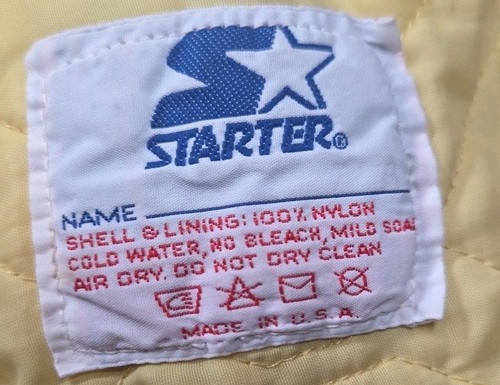 STARTER®
NAME
SHELL & LINING: 100% NYLON
COLD WATER, NO BLEACH, MILD SOAP
AIR DRY. DO NOT DRY CLEAN
MADE IN U.S.A.